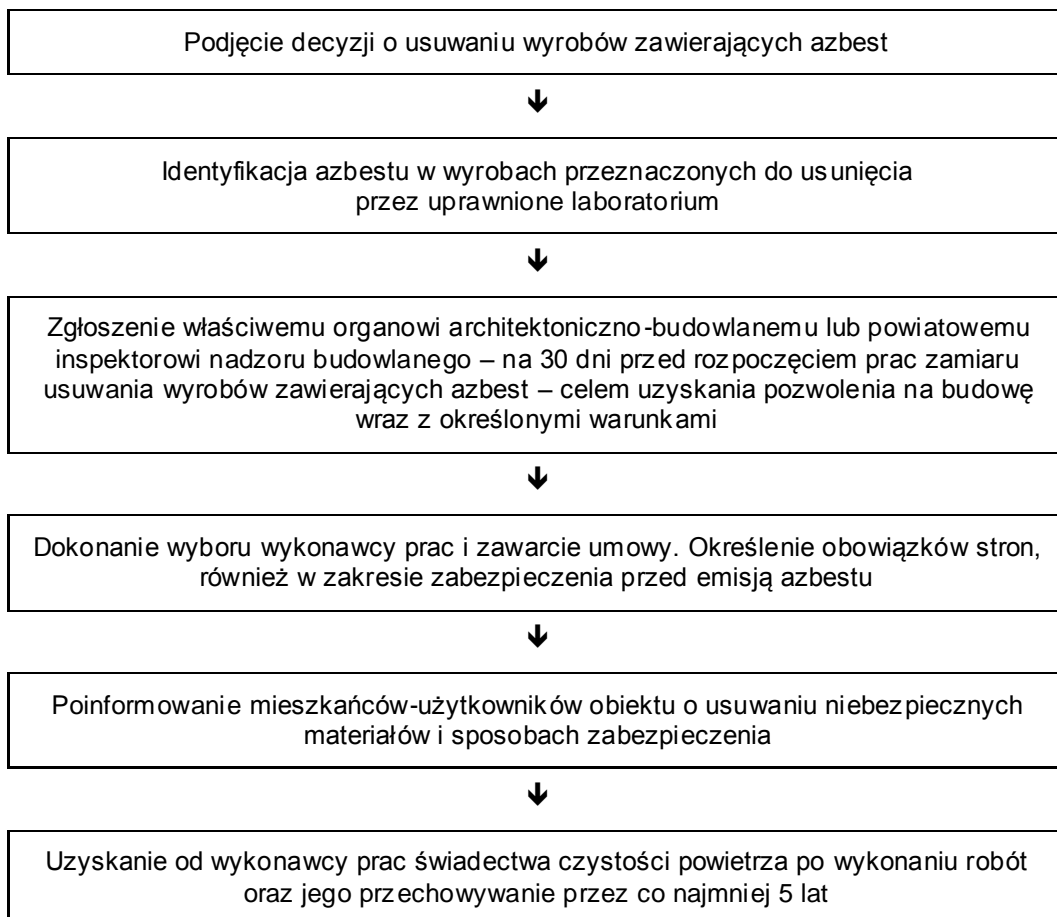 Podjęcie decyzji o usuwaniu wyrobów zawierających azbest
Identyfikacja azbestu w wyrobach przeznaczonych do usunięcia
przez uprawnione laboratorium
Zgłoszenie właściwemu organowi architektoniczno-budowlanemu lub powiatowemu
inspektorowi nadzoru budowlanego – na 30 dni przed rozpoczęciem prac zamiaru
usuwania wyrobów zawierających azbest – celem uzyskania pozwolenia na budowę
wraz z określonymi warunkami
Dokonanie wyboru wykonawcy prac i zawarcie umowy. Określenie obowiązków stron,
również w zakresie zabezpieczenia przed emisją azbestu
Poinformowanie mieszkańców-użytkowników obiektu o usuwaniu niebezpiecznych
materiałów i sposobach zabezpieczenia
Uzyskanie od wykonawcy prac świadectwa czystości powietrza po wykonaniu robót
oraz jego przechowywanie przez co najmniej 5 lat